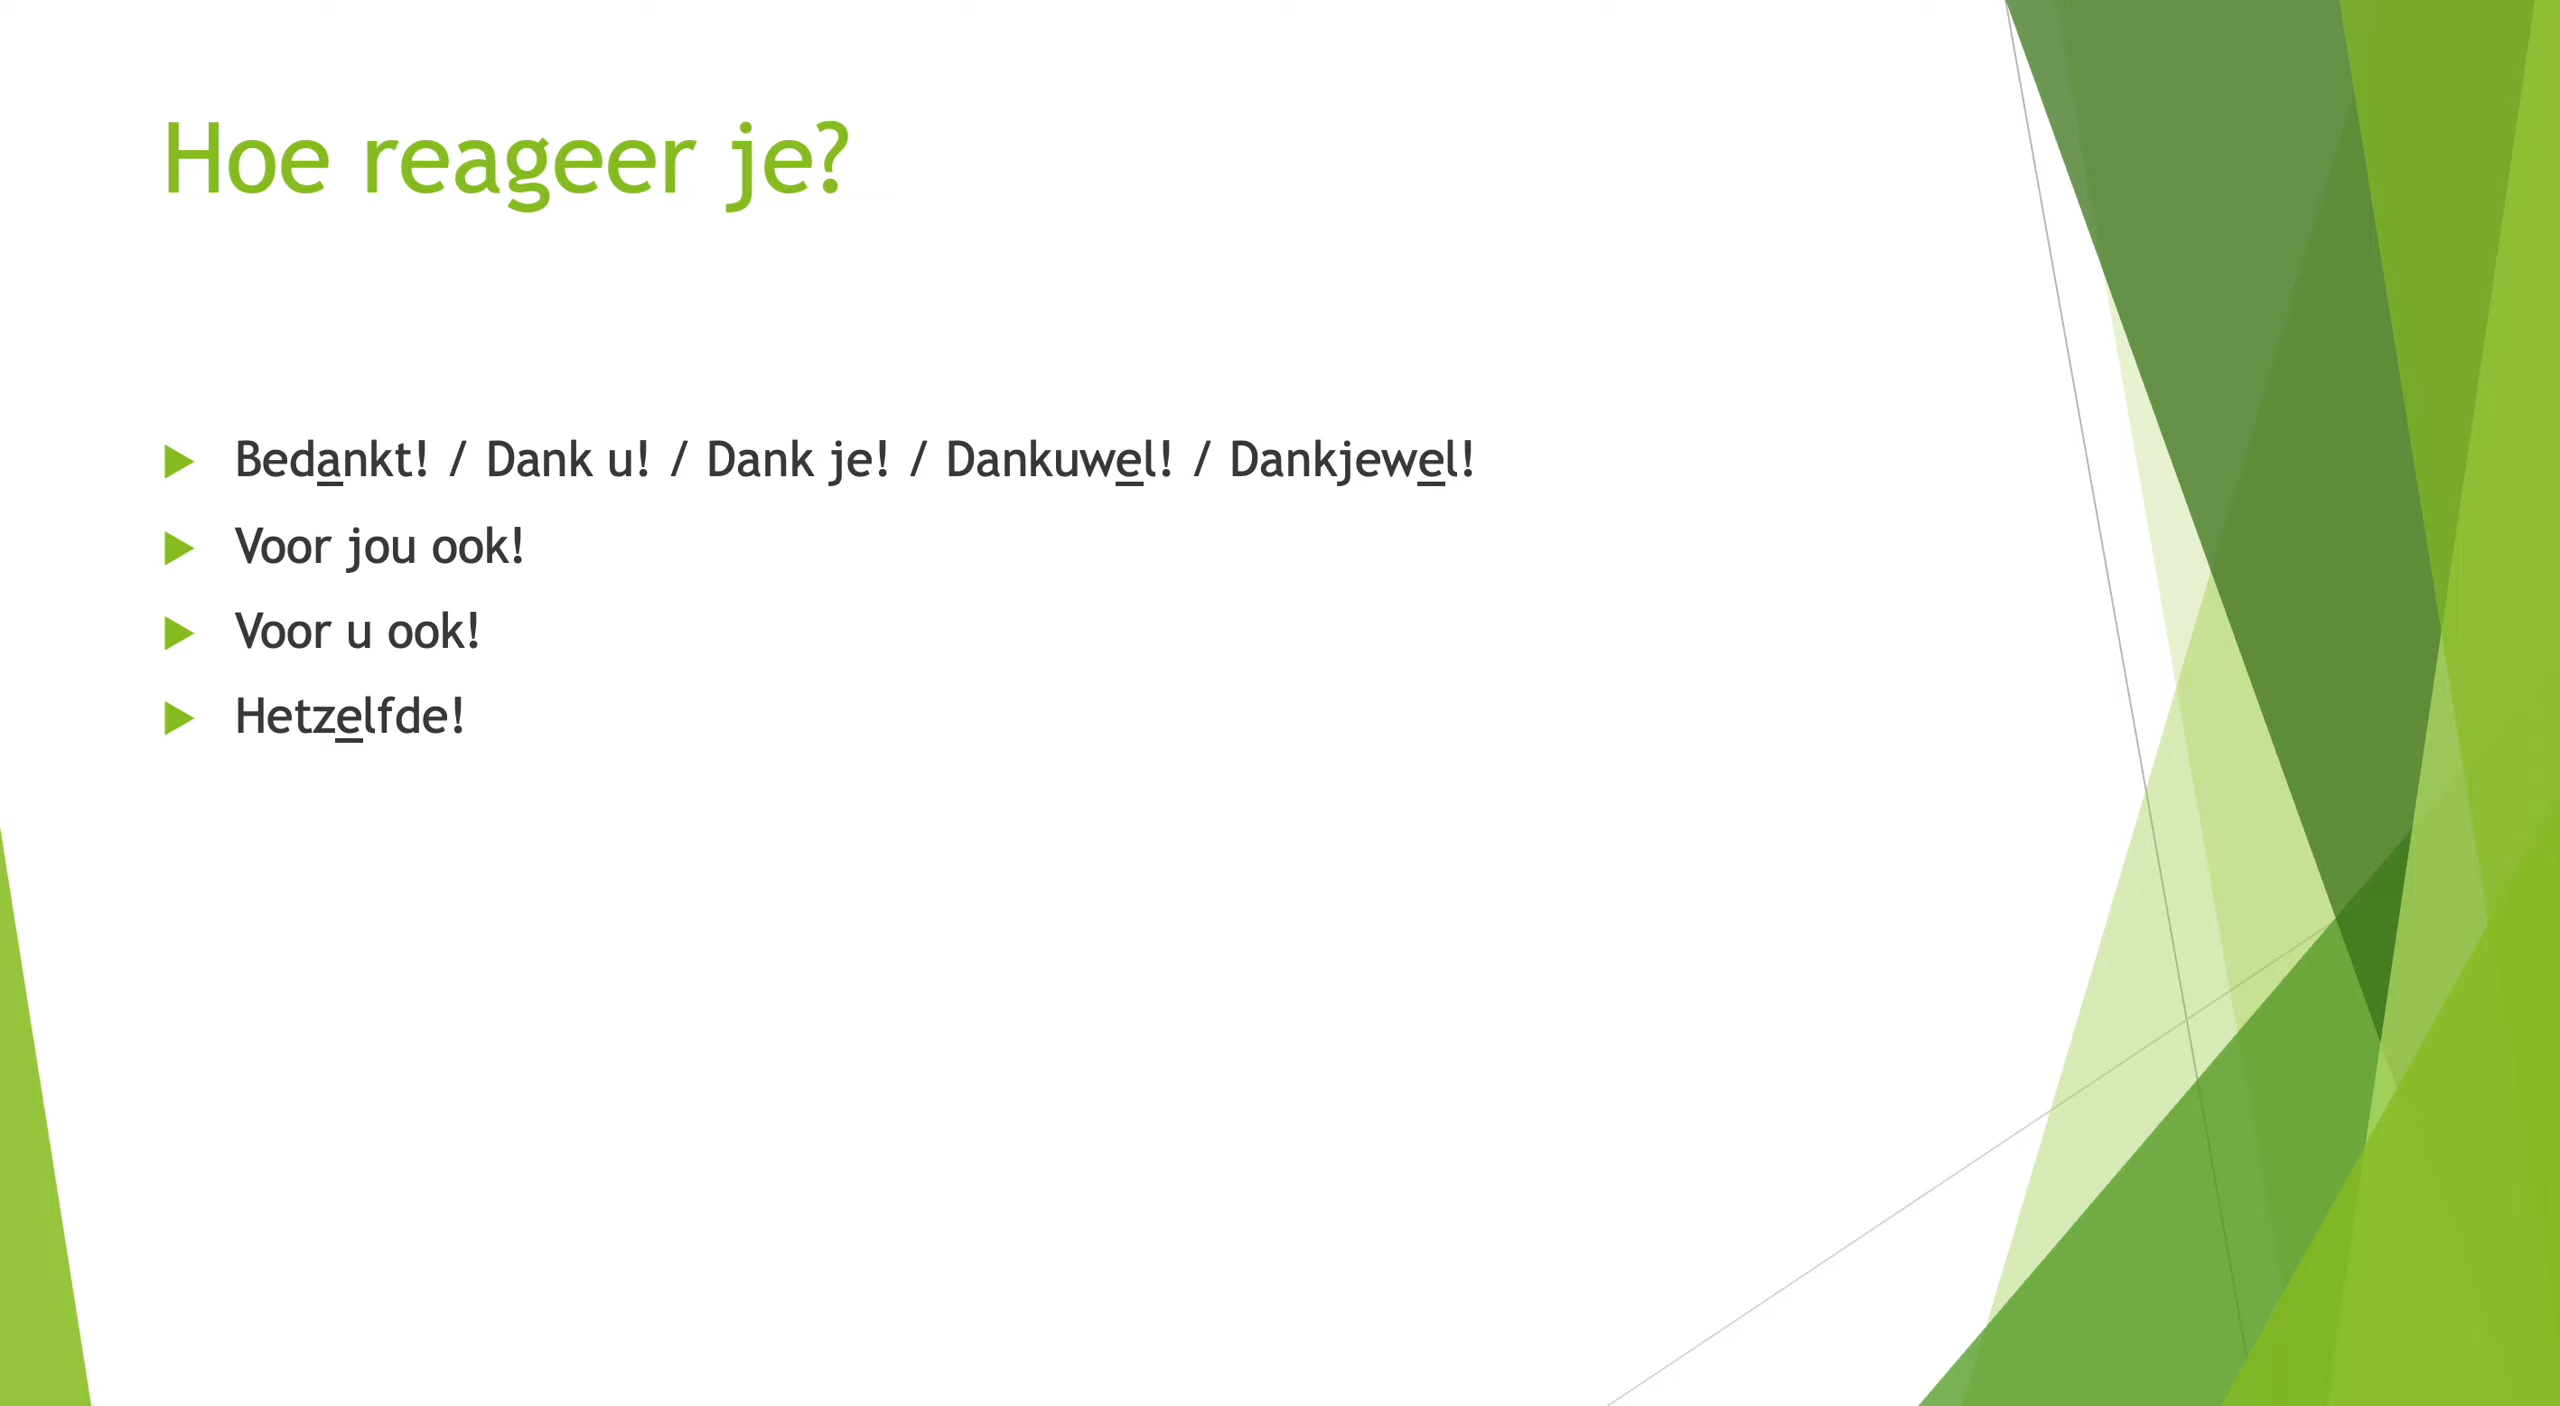 Hoe reageer je?
Bedankt! / Dank u! / Dank je! / Dankuwel! / Dankjewel!
Voor jou ook!
Voor u ook!
Hetzelfde!